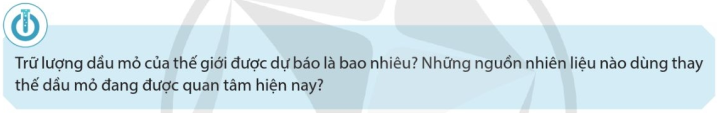 Trữ lượng dầu mỏ của thế giới được dự báo là bao nhiêu? Những nguồn nhiên liệu nào dùng thay
thế dầu mỏ đang được quan tâm hiện nay?